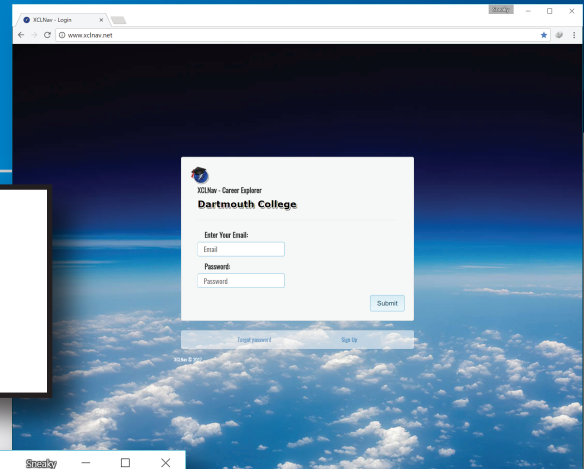 Sneaky
XCLNav - Login
www.xclnav.net
XCLNav - Career Explorer
Dartmouth College
Enter Your Email:
Email
Password:
Password
Submit
Forgot password
Sign Up
XCLNav ©
Sneaky